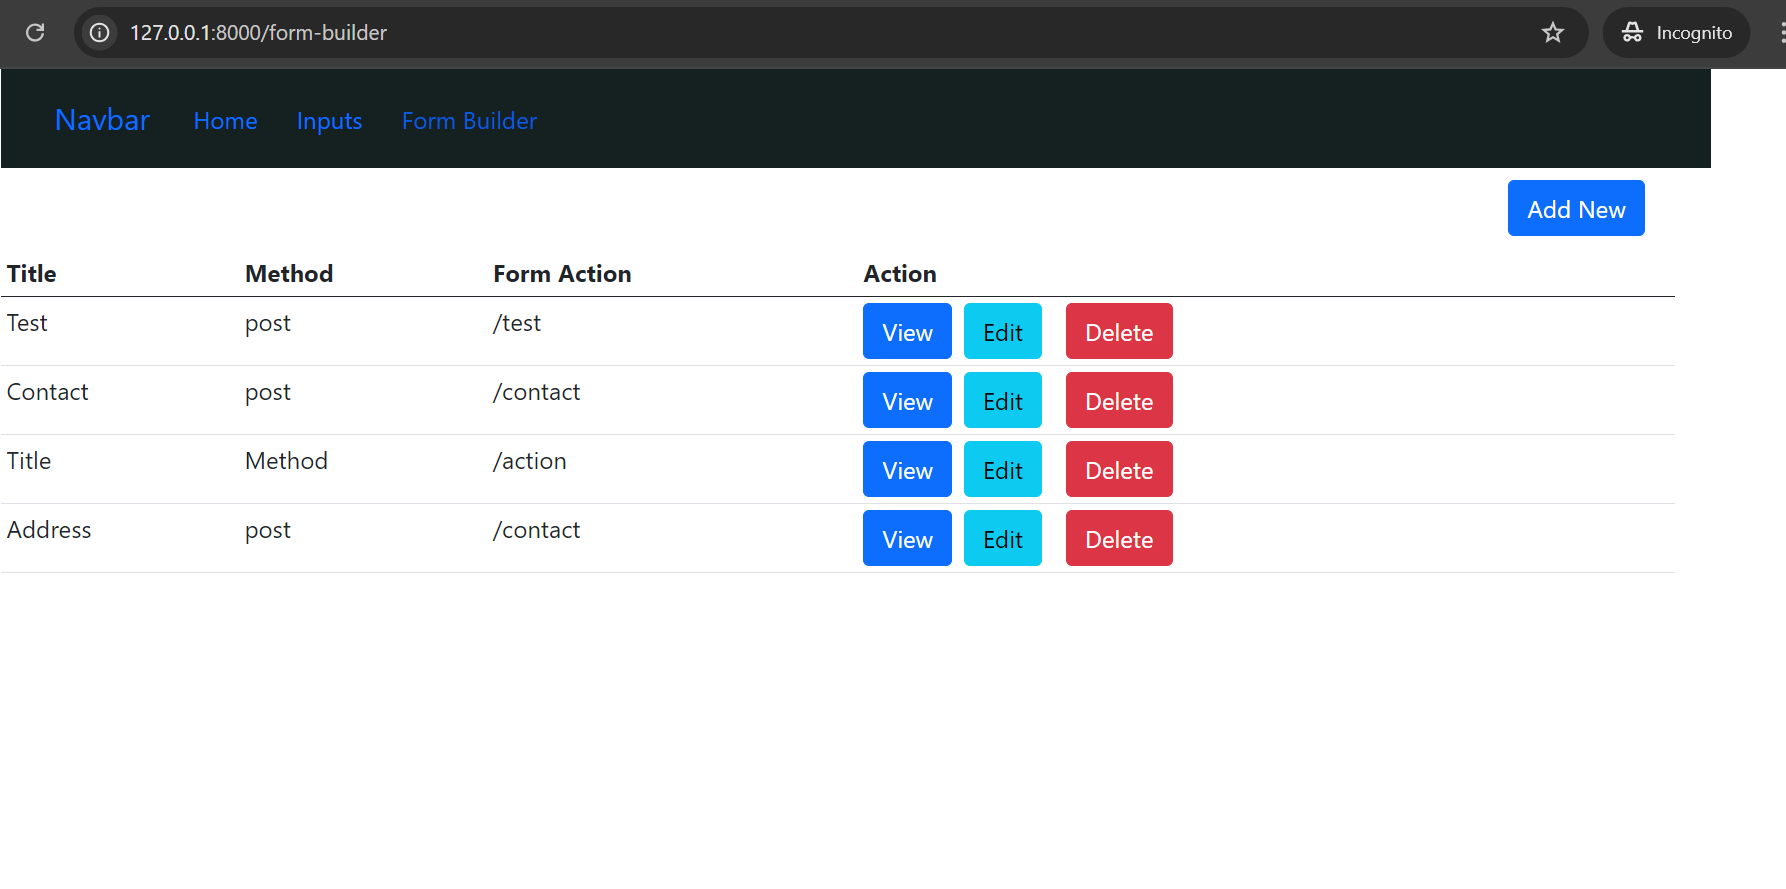 127.0.0.1:8000/form-builder Incognito
Navbar Home Inputs Form Builder
Add New
Title Method Form Action Action
Test post /test View Edit Delete
Contact post /contact View Edit Delete
Title Method /action View Edit Delete
Address post /contact View Edit Delete